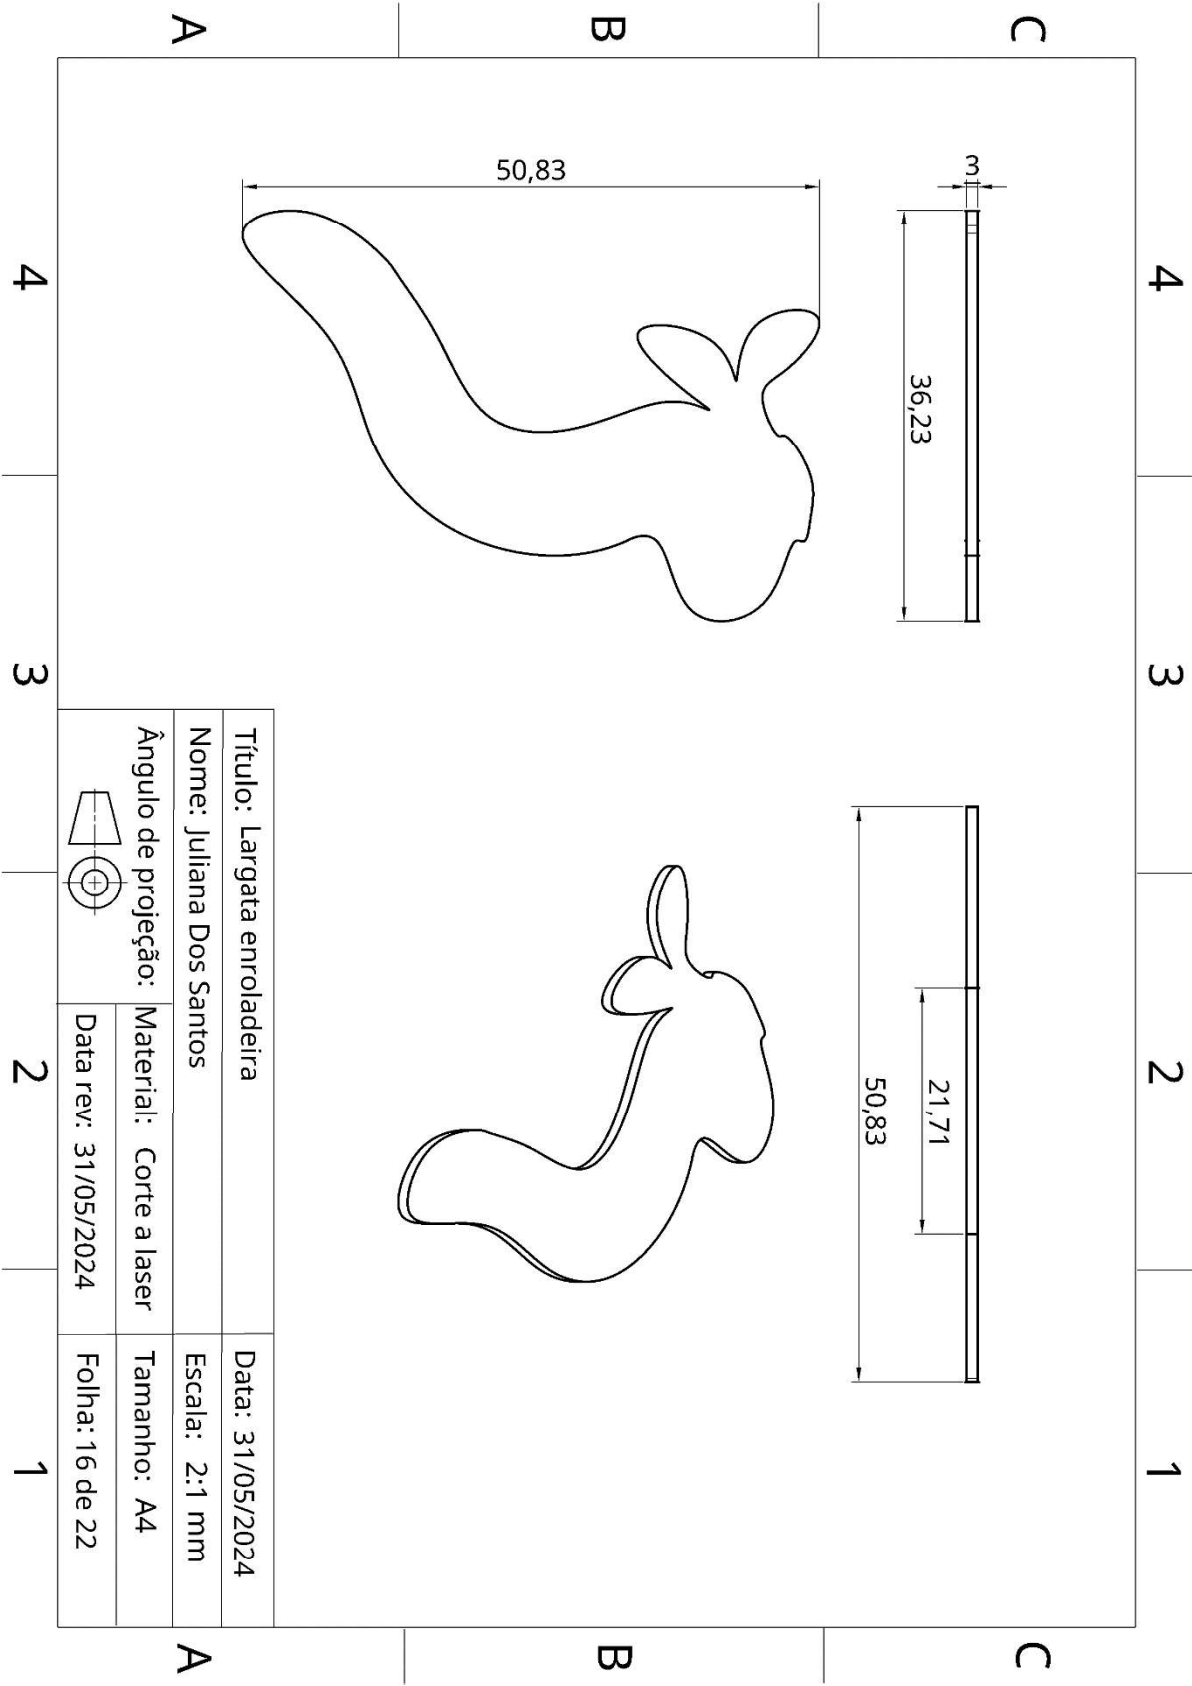 C
B
A
4
3
2
1
4
3
2
1
C
B
A
3
36,23
50,83
21,71
50,83
Título: Largata enroladeira
Data: 31/05/2024
Nome: Juliana Dos Santos
Escala: 2:1 mm
Ângulo de projeção:
Material: Corte a laser
Tamanho: A4
Data rev: 31/05/2024
Folha: 16 de 22